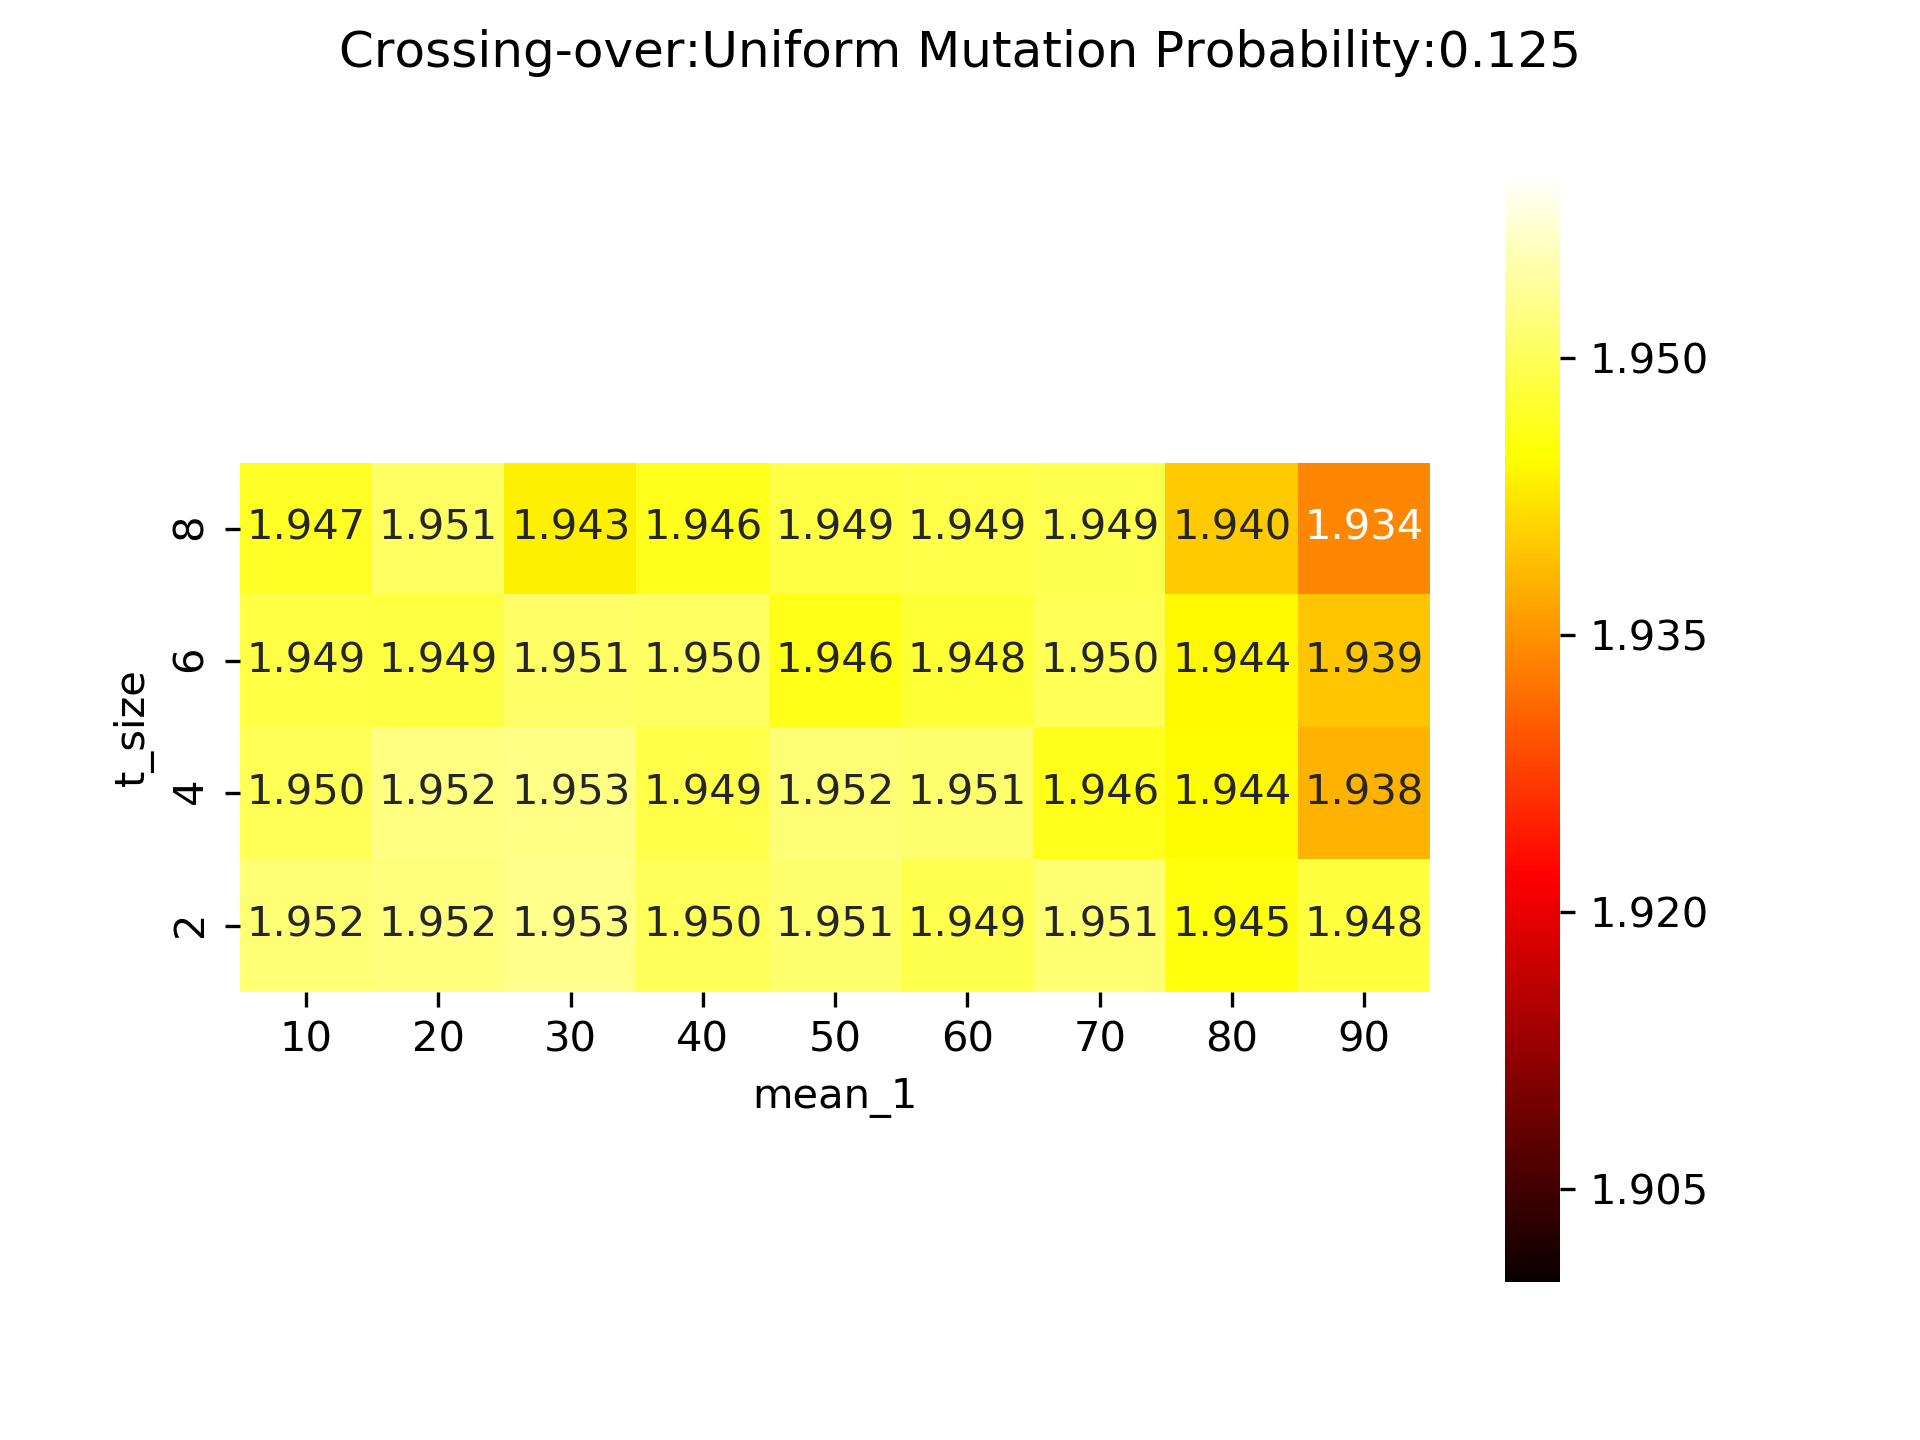 Crossing-over:Uniform Mutation Probability:0.125
1.950
1.935
1.920
1.905
t_size
8 1.947 1.951 1.943 1.946 1.949 1.949 1.949 1.940 1.934
6 1.949 1.949 1.951 1.950 1.946 1.948 1.950 1.944 1.939
4 1.950 1.952 1.953 1.949 1.952 1.951 1.946 1.944 1.938
2 1.952 1.952 1.953 1.950 1.951 1.949 1.951 1.945 1.948
10 20 30 40 50 60 70 80 90
mean_1